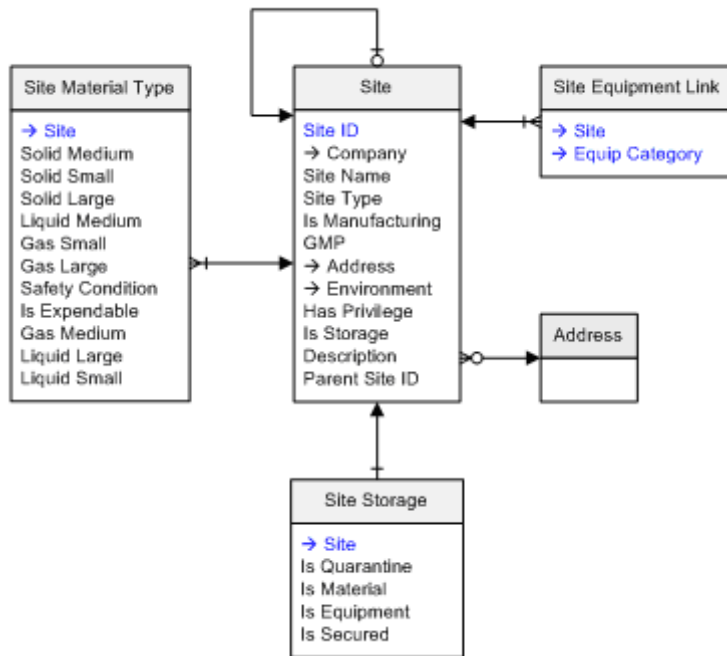 Site Material Type
→ Site
Solid Medium
Solid Small
Solid Large
Liquid Medium
Gas Small
Gas Large
Safety Condition
Is Expendable
Gas Medium
Liquid Large
Liquid Small
Site
Site ID
→ Company
Site Name
Site Type
Is Manufacturing
GMP
→ Address
→ Environment
Has Privilege
Is Storage
Description
Parent Site ID
Site Equipment Link
→ Site
→ Equip Category
Address
Site Storage
→ Site
Is Quarantine
Is Material
Is Equipment
Is Secured